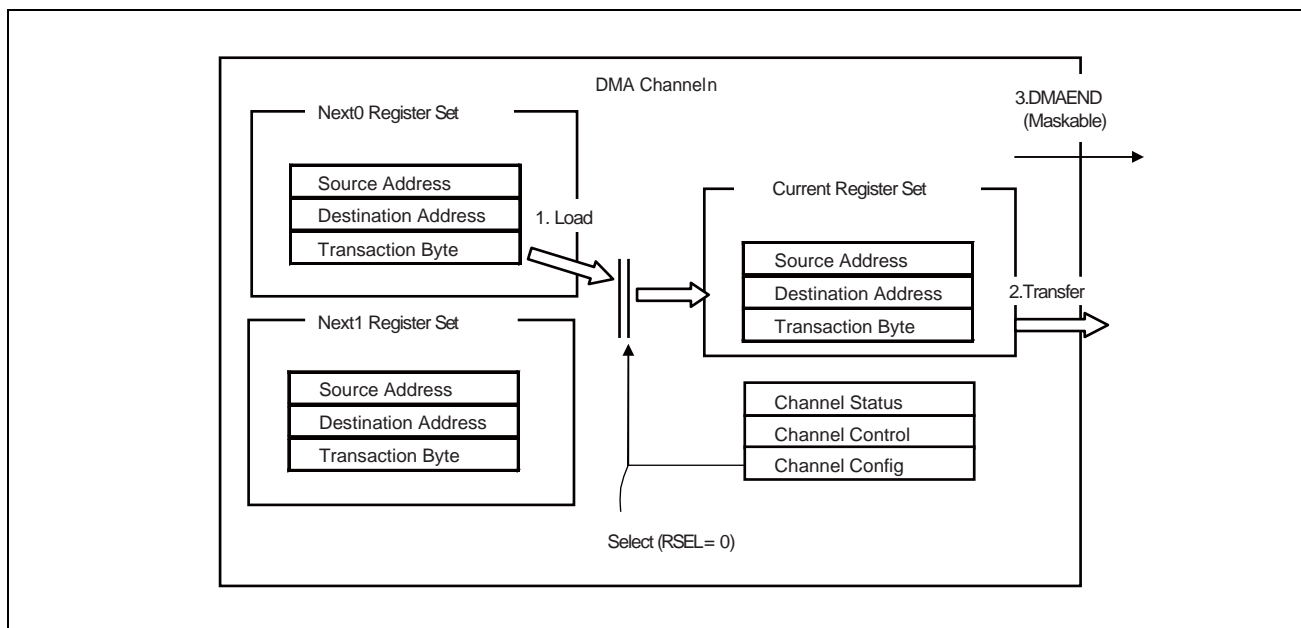 DMA Channeln
Next0 Register Set
Source Address
Destination Address
Transaction Byte
1. Load
Next1 Register Set
Source Address
Destination Address
Transaction Byte
Select (RSEL= 0)
Current Register Set
Source Address
Destination Address
Transaction Byte
Channel Status
Channel Control
Channel Config
3.DMAEND
(Maskable)
2.Transfer